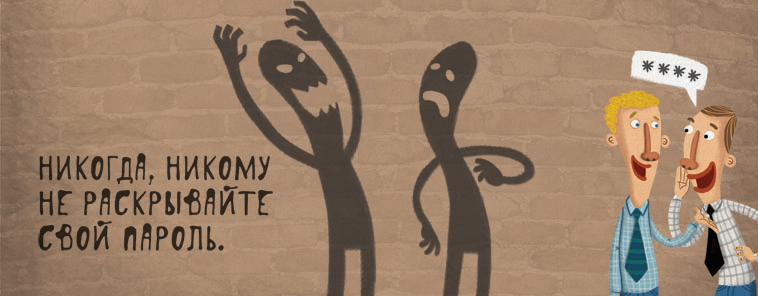 НИКОГДА, НИКОМУ
НЕ РАСКРЫВАЙТЕ
СВОЙ ПАРОЛЬ.
****